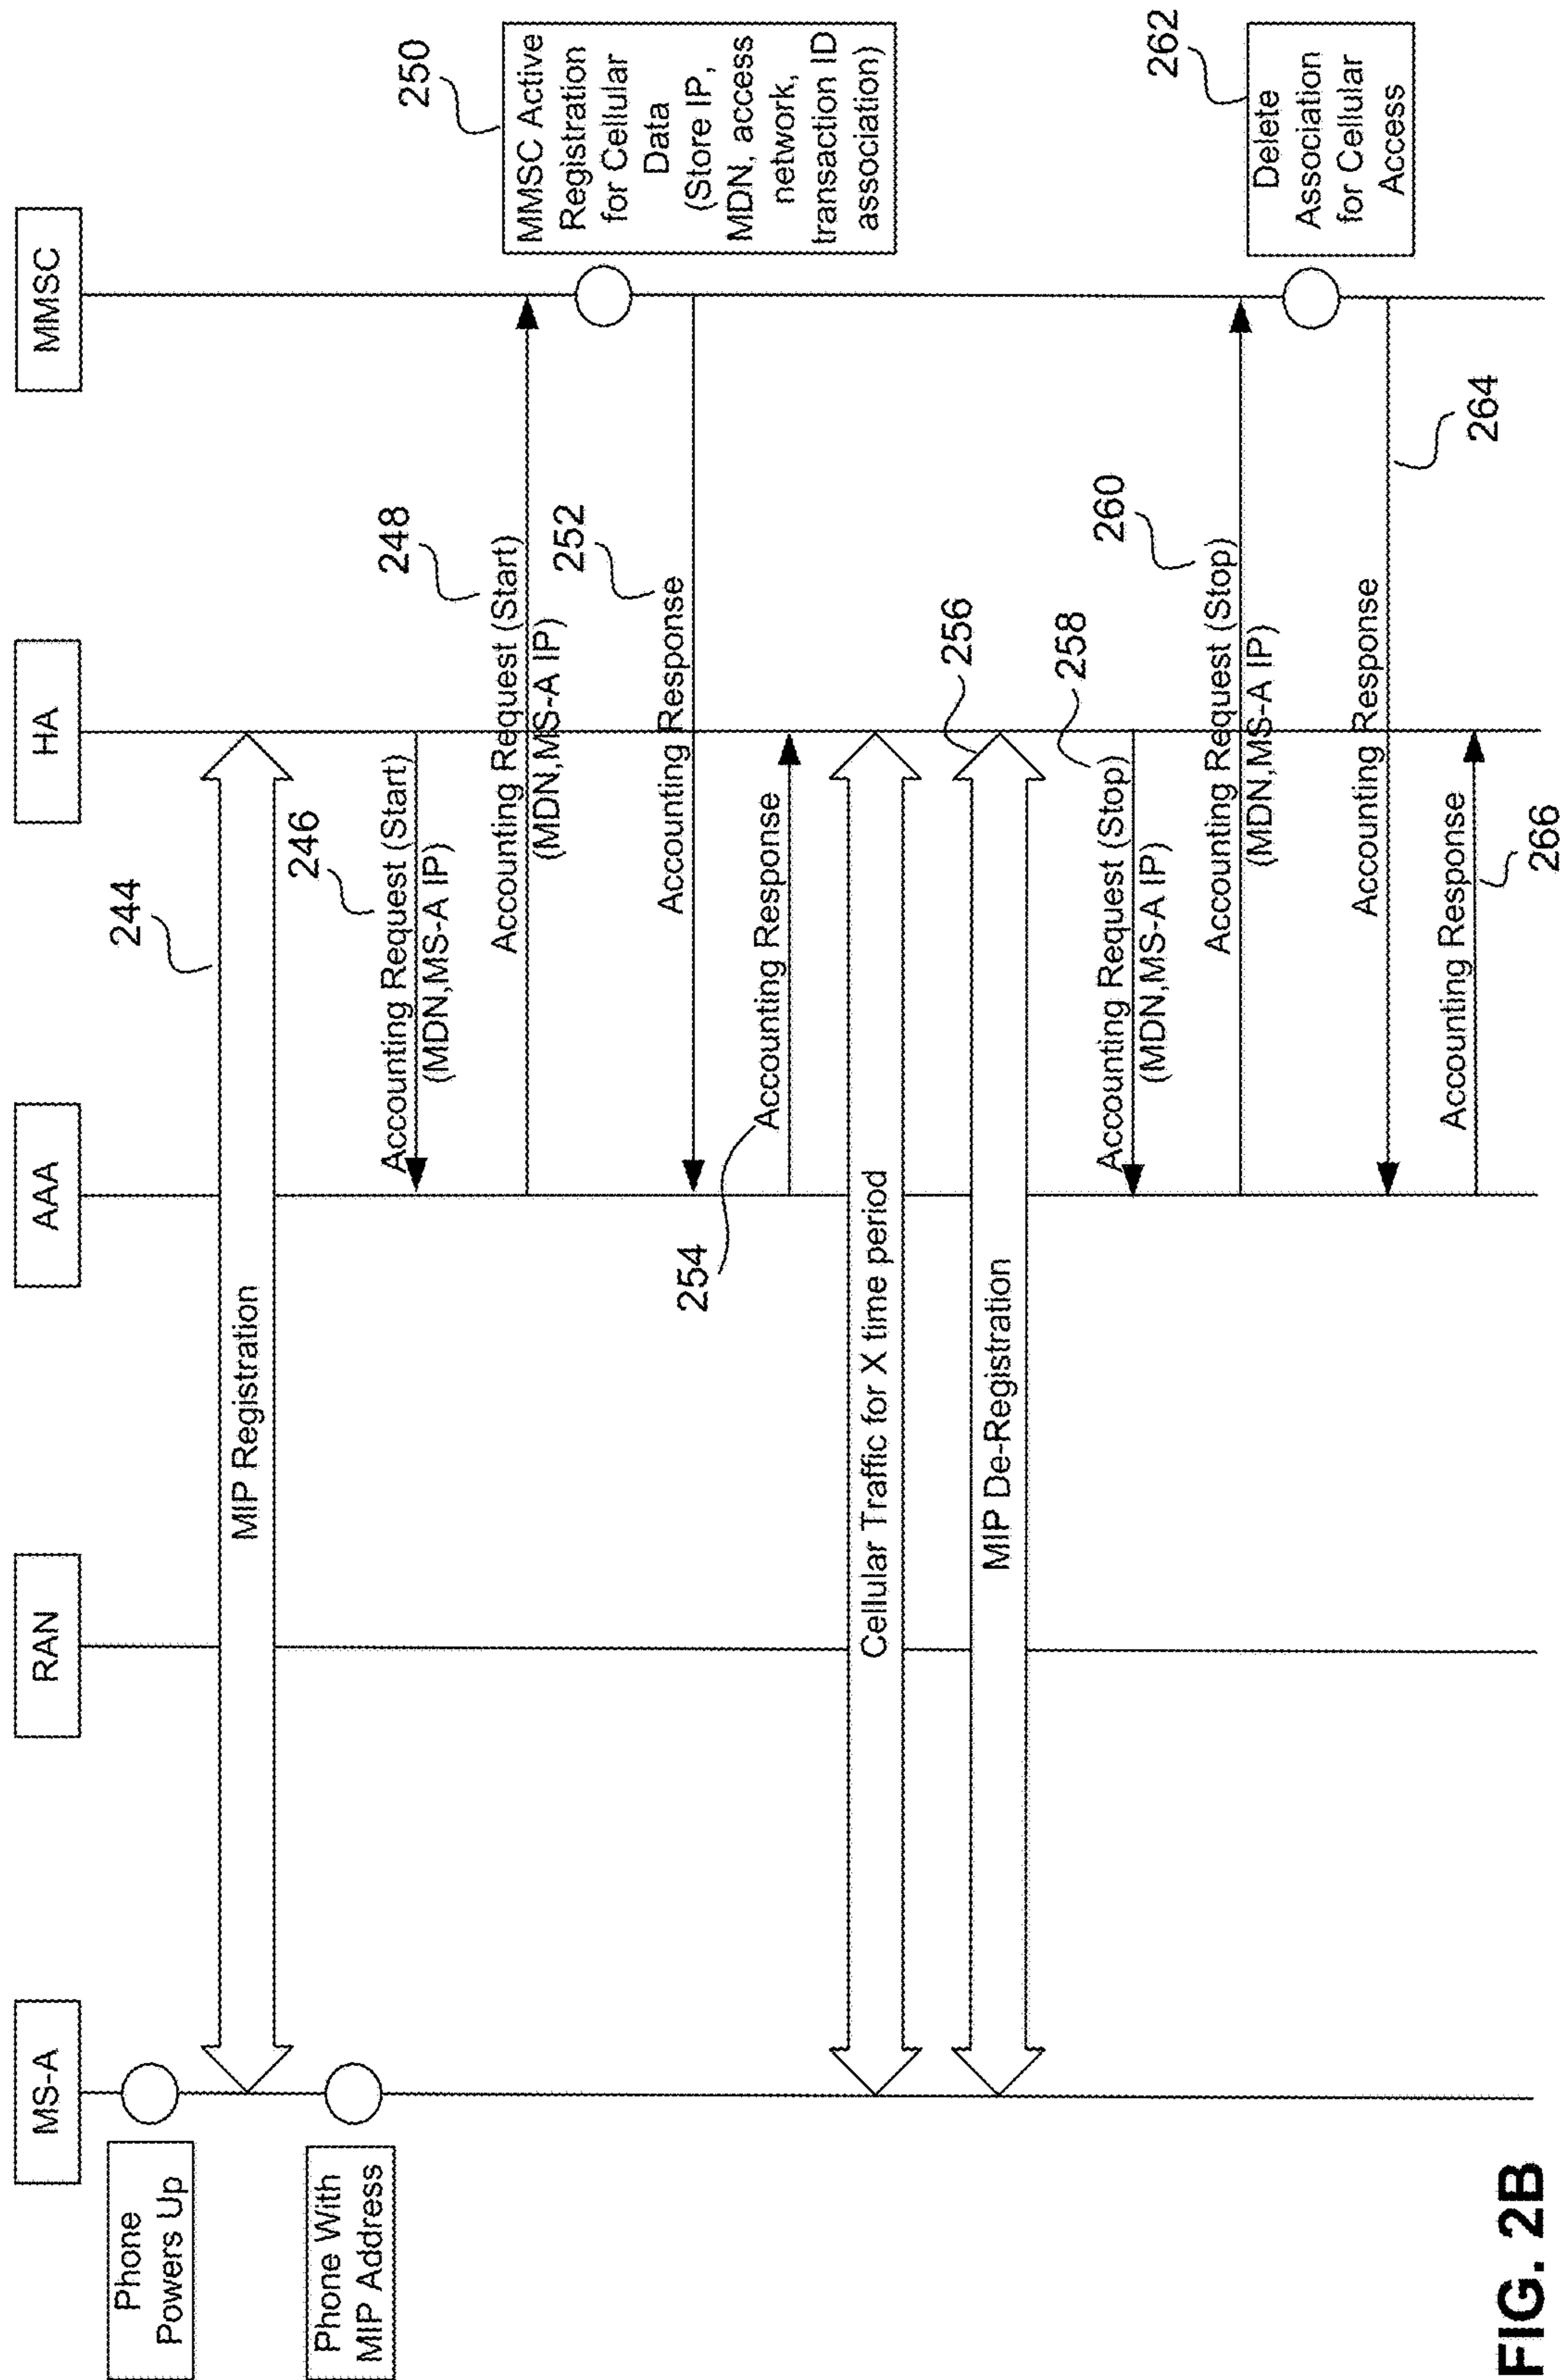 MS-A
RAN
AAA
HA
MMSC
Phone
Powers Up
244
MIP Registration
Phone With
MIP Address
246
Accounting Request (Start)
(MDN,MS-A IP)
248
Accounting Request (Start)
(MDN,MS-A IP)
250
MMSC Active
Registration
for Cellular
Data
(Store IP,
MDN, access
network,
transaction ID
association)
252
Accounting Response
254
Accounting Response
Cellular Traffic for X time period
256
MIP De-Registration
258
Accounting Request (Stop)
(MDN,MS-A IP)
260
Accounting Request (Stop)
(MDN,MS-A IP)
262
Delete
Association
for Cellular
Access
Accounting Response
264
Accounting Response
266
FIG. 2B